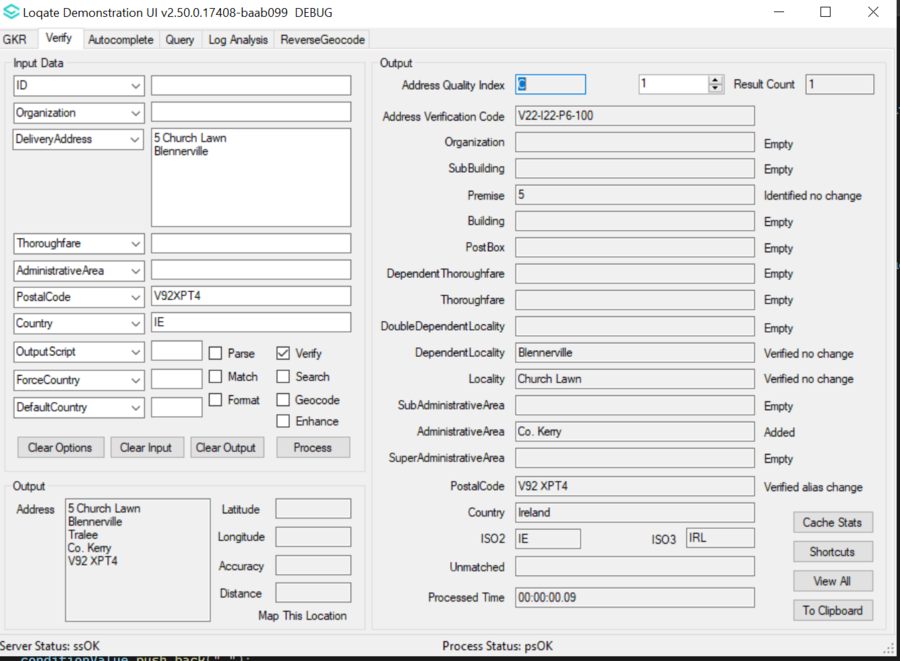 Loqate Demonstration UI v2.50.0.17408-baab099 DEBUG
GKR Verify Autocomplete Query Log Analysis ReverseGeocode
Input Data
ID
Organization
DeliveryAddress 5 Church Lawn
Blennerville
Thoroughfare
AdministrativeArea
PostalCode V92XPT4
Country IE
OutputScript Parse Verify
ForceCountry Match Search
DefaultCountry Format Geocode
Enhance
Clear Options Clear Input Clear Output Process
Output
Address 5 Church Lawn
Blennerville
Tralee
Co. Kerry
V92 XPT4
Latitude
Longitude
Accuracy
Distance
Map This Location
Output
Address Quality Index C 1 Result Count 1
Address Verification Code V22-I22-P6-100
Organization Empty
SubBuilding Empty
Premise 5 Identified no change
Building Empty
PostBox Empty
DependentThoroughfare Empty
Thoroughfare Empty
DoubleDependentLocality Empty
DependentLocality Blennerville Verified no change
Locality Church Lawn Verified no change
SubAdministrativeArea Empty
AdministrativeArea Co. Kerry Added
SuperAdministrativeArea Empty
PostalCode V92 XPT4 Verified alias change
Country Ireland
ISO2 IE ISO3 IRL
Unmatched
Processed Time 00:00:00.09
Cache Stats
Shortcuts
View All
To Clipboard
Server Status: ssOK Process Status: psOK
conditionValue.push_back("_");